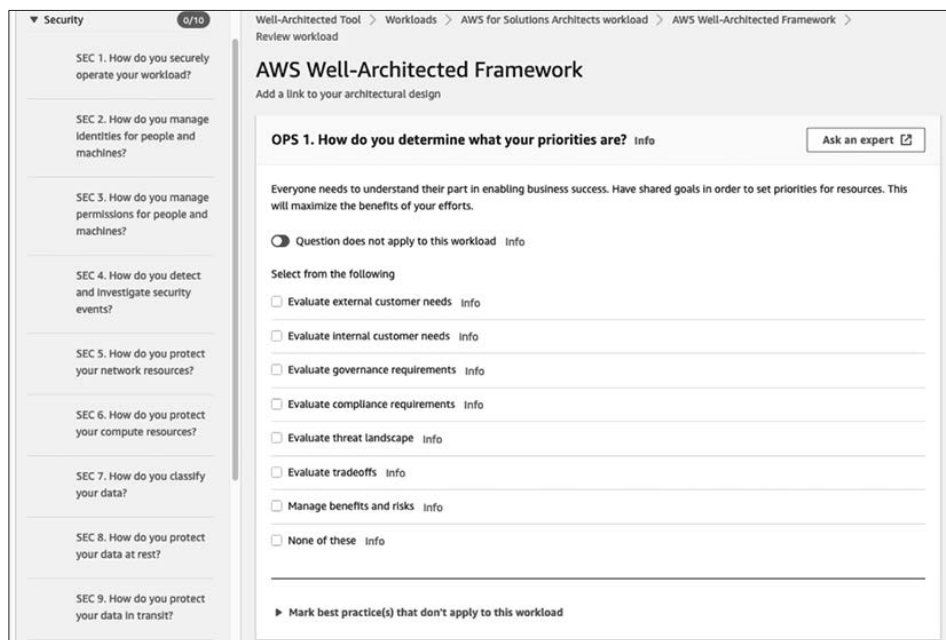 ▼ Security 0/10
SEC 1. How do you securely
operate your workload?
SEC 2. How do you manage
identities for people and
machines?
SEC 3. How do you manage
permissions for people and
machines?
SEC 4. How do you detect
and investigate security
events?
SEC 5. How do you protect
your network resources?
SEC 6. How do you protect
your compute resources?
SEC 7. How do you classify
your data?
SEC 8. How do you protect
your data at rest?
SEC 9. How do you protect
your data in transit?
Well-Architected Tool > Workloads > AWS for Solutions Architects workload > AWS Well-Architected Framework >
Review workload
AWS Well-Architected Framework
Add a link to your architectural design
OPS 1. How do you determine what your priorities are? Info
Ask an expert
Everyone needs to understand their part in enabling business success. Have shared goals in order to set priorities for resources. This
will maximize the benefits of your efforts.
Question does not apply to this workload Info
Select from the following
Evaluate external customer needs Info
Evaluate internal customer needs Info
Evaluate governance requirements Info
Evaluate compliance requirements Info
Evaluate threat landscape Info
Evaluate tradeoffs Info
Manage benefits and risks Info
None of these Info
▶ Mark best practice(s) that don't apply to this workload